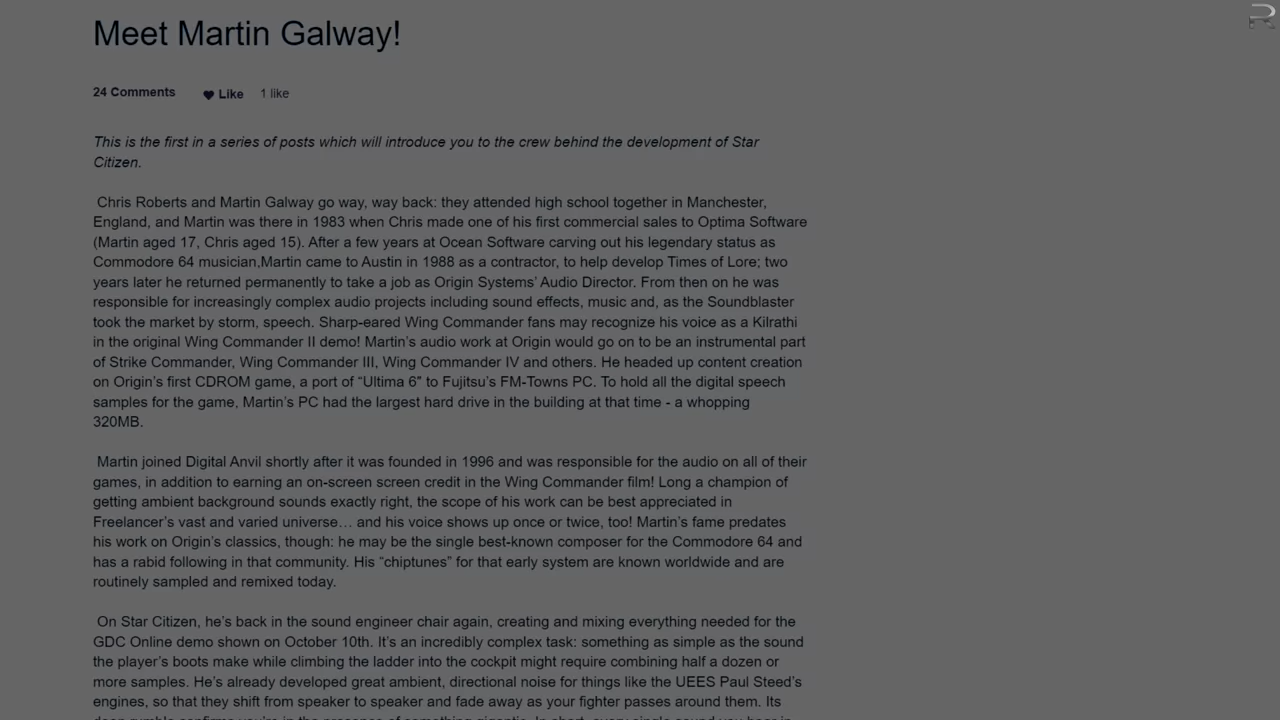 Meet Martin Galway!
24 Comments Like 1 like
This is the first in a series of posts which will introduce you to the crew behind the development of Star
Citizen.
Chris Roberts and Martin Galway go way, way back: they attended high school together in Manchester,
England, and Martin was there in 1983 when Chris made one of his first commercial sales to Optima Software
(Martin aged 17, Chris aged 15). After a few years at Ocean Software carving out his legendary status as
Commodore 64 musician,Martin came to Austin in 1988 as a contractor, to help develop Times of Lore; two
years later he returned permanently to take a job as Origin Systems’ Audio Director. From then on he was
responsible for increasingly complex audio projects including sound effects, music and, as the Soundblaster
took the market by storm, speech. Sharp-eared Wing Commander fans may recognize his voice as a Kilrathi
in the original Wing Commander II demo! Martin’s audio work at Origin would go on to be an instrumental part
of Strike Commander, Wing Commander III, Wing Commander IV and others. He headed up content creation
on Origin’s first CDROM game, a port of “Ultima 6” to Fujitsu’s FM-Towns PC. To hold all the digital speech
samples for the game, Martin’s PC had the largest hard drive in the building at that time - a whopping
320MB.
Martin joined Digital Anvil shortly after it was founded in 1996 and was responsible for the audio on all of their
games, in addition to earning an on-screen screen credit in the Wing Commander film! Long a champion of
getting ambient background sounds exactly right, the scope of his work can be best appreciated in
Freelancer’s vast and varied universe… and his voice shows up once or twice, too! Martin’s fame predates
his work on Origin’s classics, though: he may be the single best-known composer for the Commodore 64 and
has a rabid following in that community. His “chiptunes” for that early system are known worldwide and are
routinely sampled and remixed today.
On Star Citizen, he’s back in the sound engineer chair again, creating and mixing everything needed for the
GDC Online demo shown on October 10th. It’s an incredibly complex task: something as simple as the sound
the player’s boots make while climbing the ladder into the cockpit might require combining half a dozen or
more samples. He’s already developed great ambient, directional noise for things like the UEES Paul Steed’s
engines, so that they shift from speaker to speaker and fade away as your fighter passes around them. Its
deep rumble confirms you’re in the presence of something gigantic. In short, every single sound you hear in